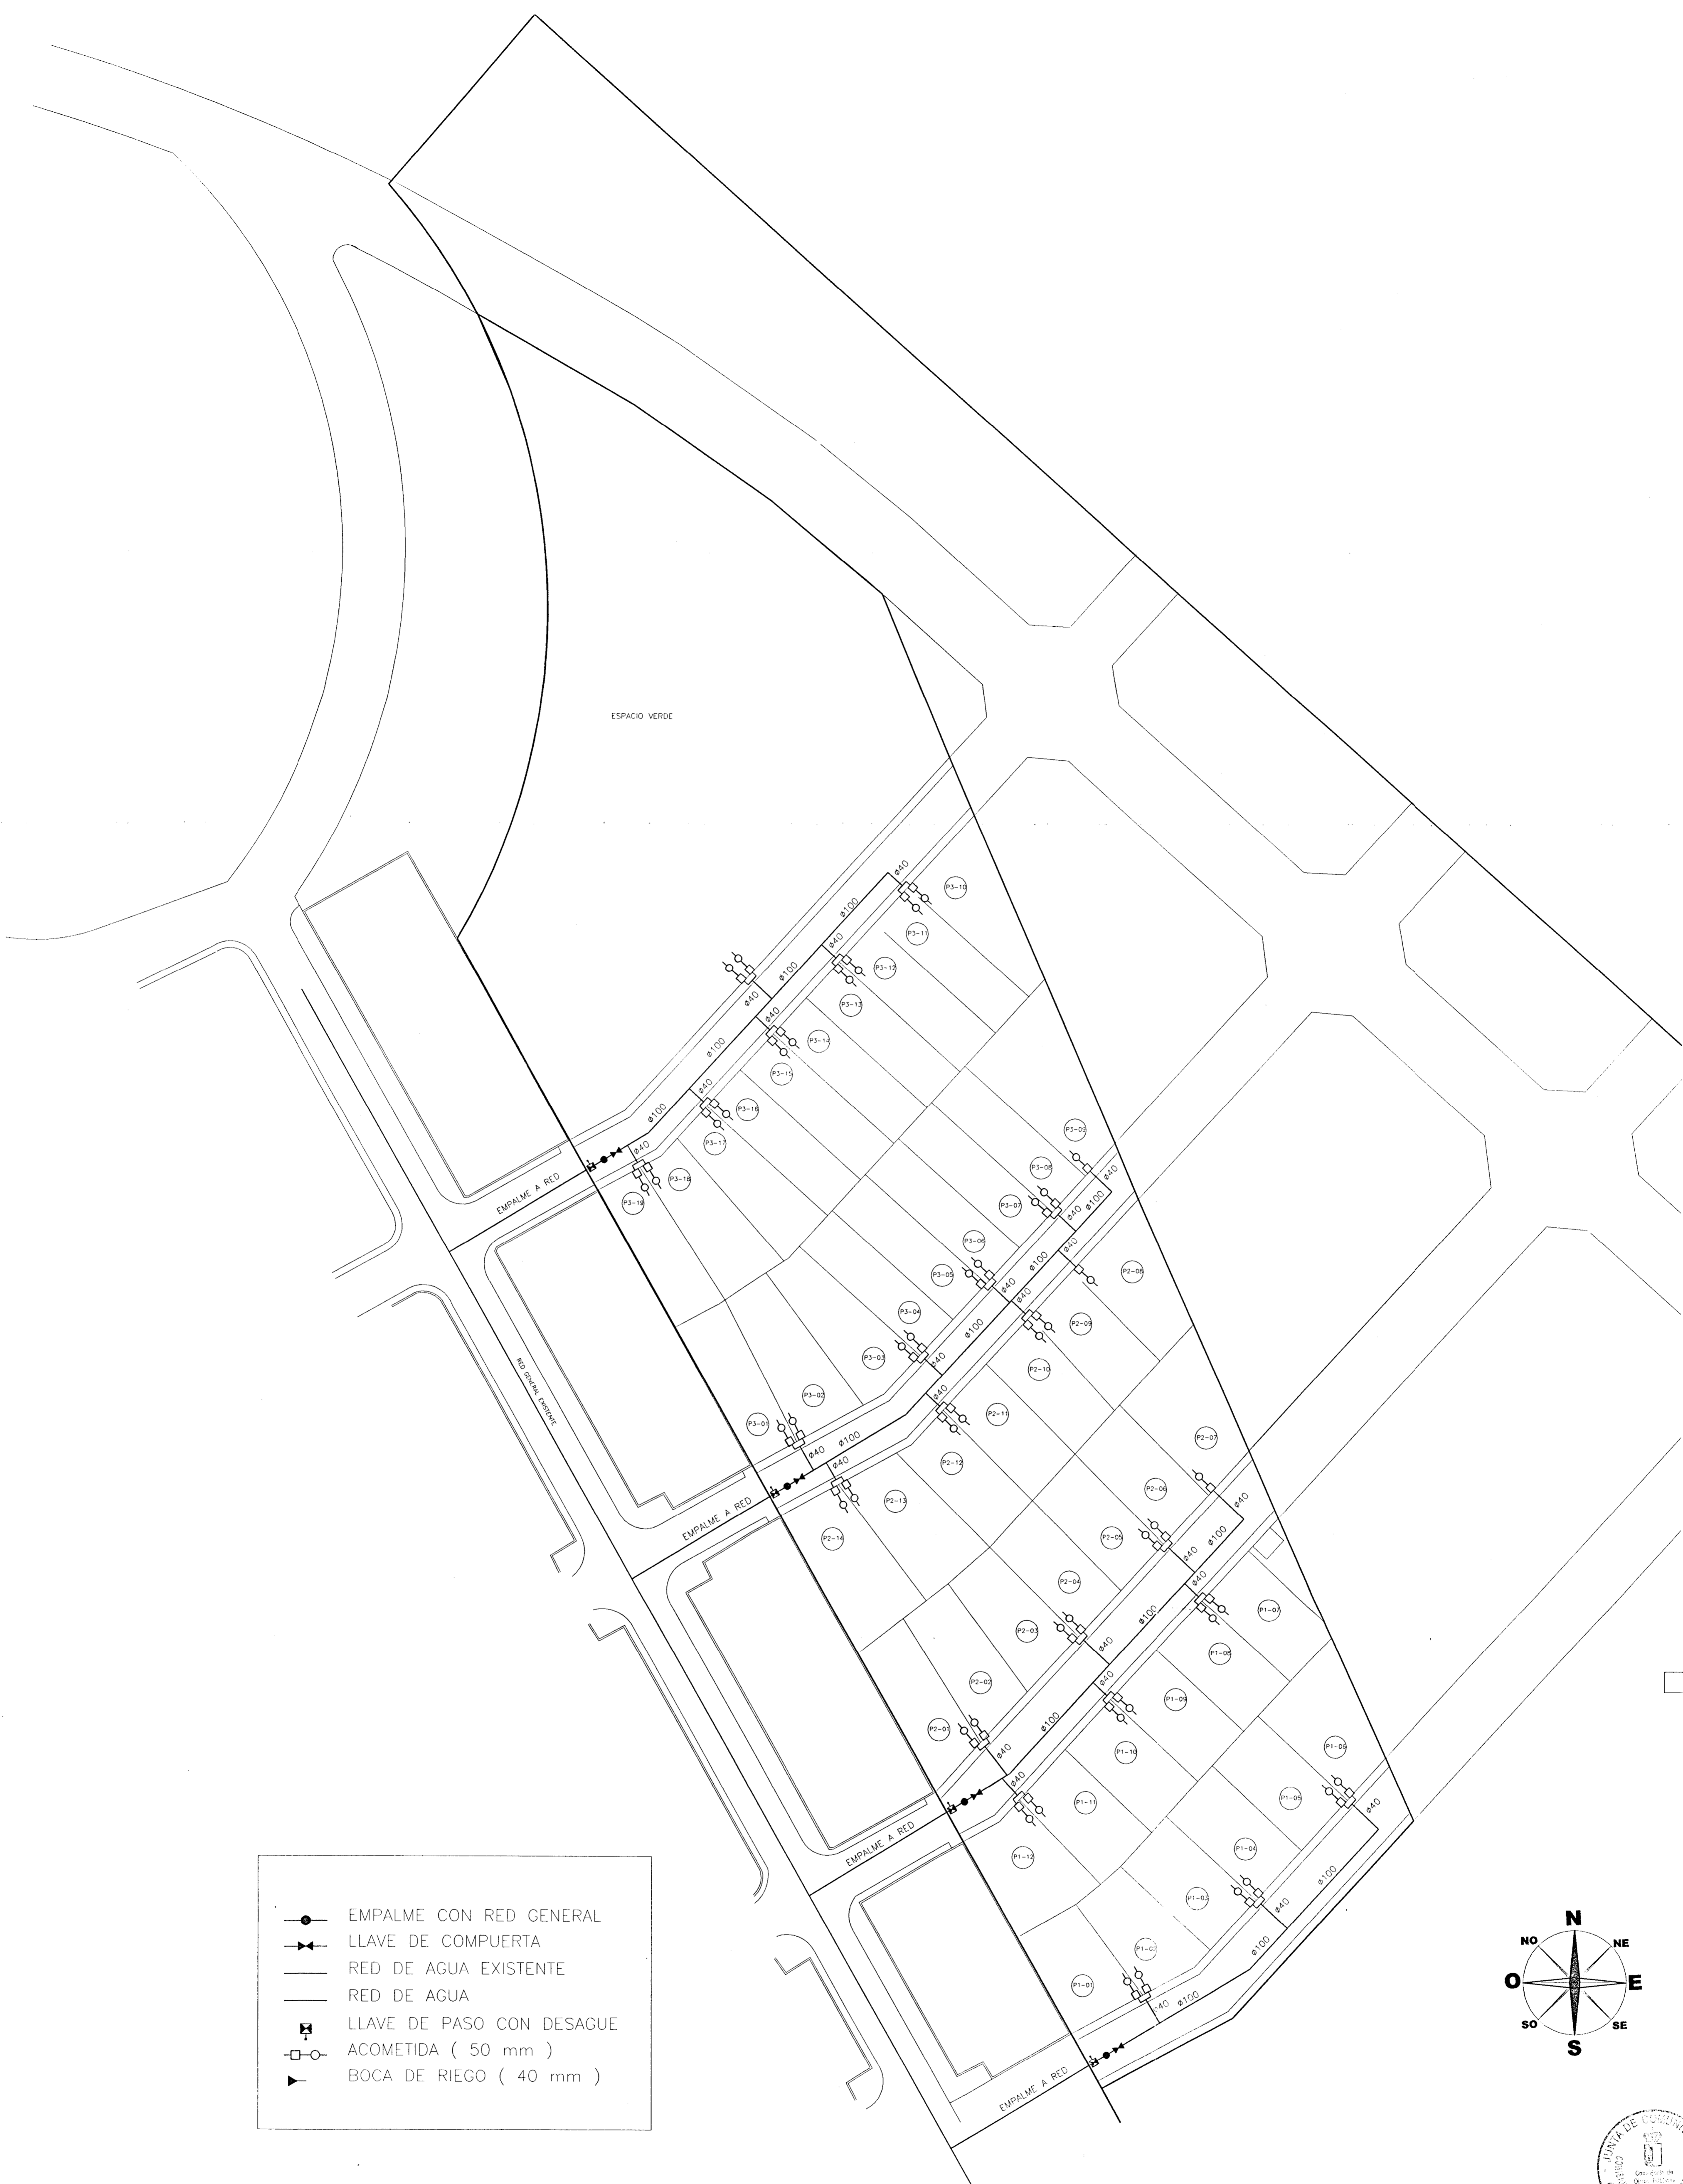 ESPACIO VERDE
ø40
P3-10
ø100
P3-11
ø40
P3-12
ø100
P3-13
ø40
ø40
P3-14
ø100
P3-15
ø40
P3-16
ø100
P3-17
ø40
P3-18
P3-19
EMPALME A RED
P3-09
ø40
P3-08
ø100
P3-07
ø40
P3-06
ø40
ø100
P2-08
P3-05
ø40
ø40
P3-04
P2-09
ø100
P3-03
ø40
P2-10
RED GENERAL EXISTENTE
P3-02
ø40
P2-11
P3-01
ø100
ø40
P2-07
ø40
P2-12
P2-06
P2-13
ø40
EMPALME A RED
P2-14
P2-05
ø100
ø40
P2-04
ø40
P1-07
ø100
P2-03
ø40
P1-08
P2-02
ø40
P1-09
P2-01
ø100
P1-10
P1-06
ø40
ø40
P1-05
P1-11
ø40
EMPALME A RED
P1-12
P1-04
ø100
P1-03
ø40
P1-02
ø100
P1-01
ø40
ø100
EMPALME A RED
EMPALME CON RED GENERAL
LLAVE DE COMPUERTA
RED DE AGUA EXISTENTE
RED DE AGUA
LLAVE DE PASO CON DESAGUE
ACOMETIDA ( 50 mm )
BOCA DE RIEGO ( 40 mm )
N
NO
NE
O
E
SO
SE
S
JUNTA DE